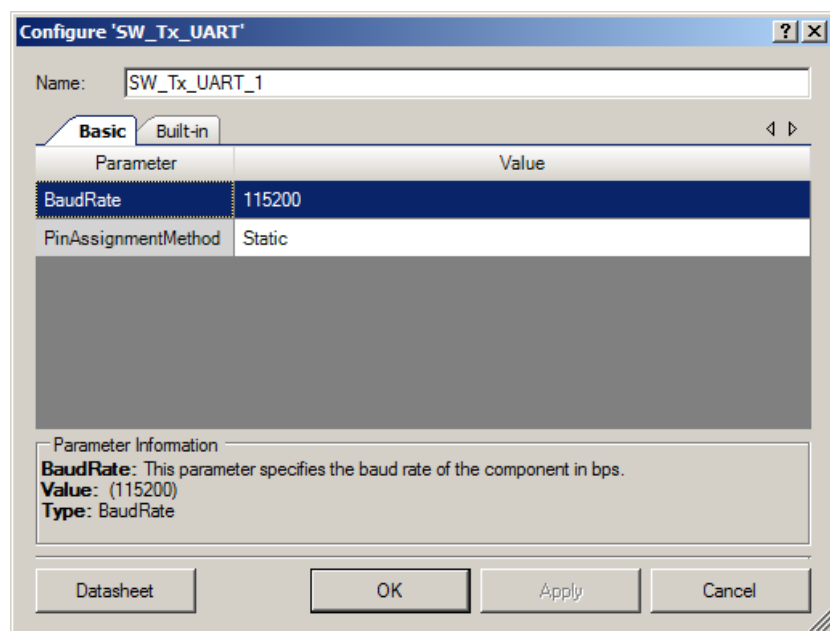 Configure 'SW_Tx_UART'
Name: SW_Tx_UART_1
Basic Built-in
Parameter Value
BaudRate 115200
PinAssignmentMethod Static
Parameter Information
BaudRate: This parameter specifies the baud rate of the component in bps.
Value: (115200)
Type: BaudRate
Datasheet OK Apply Cancel